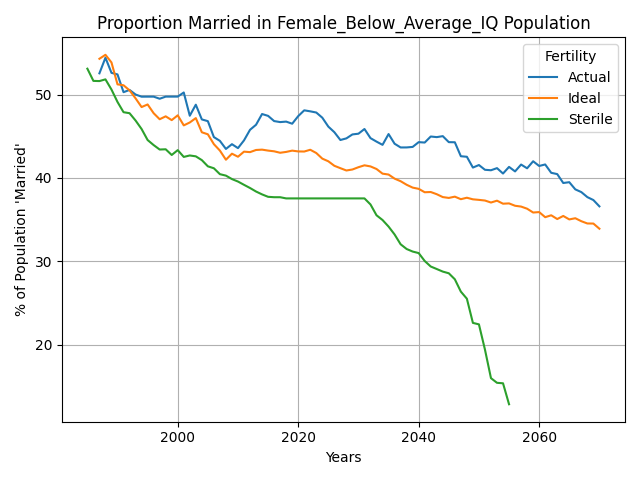 Proportion Married in Female_Below_Average_IQ Population
Fertility
Actual
Ideal
Sterile
% of Population 'Married'
50
40
30
20
2000 2020 2040 2060
Years